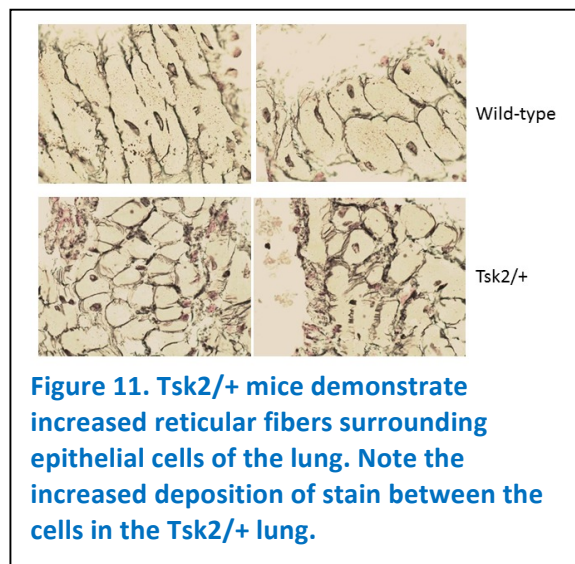 Wild-type
Tsk2/+
Figure 11. Tsk2/+ mice demonstrate
increased reticular fibers surrounding
epithelial cells of the lung. Note the
increased deposition of stain between the
cells in the Tsk2/+ lung.